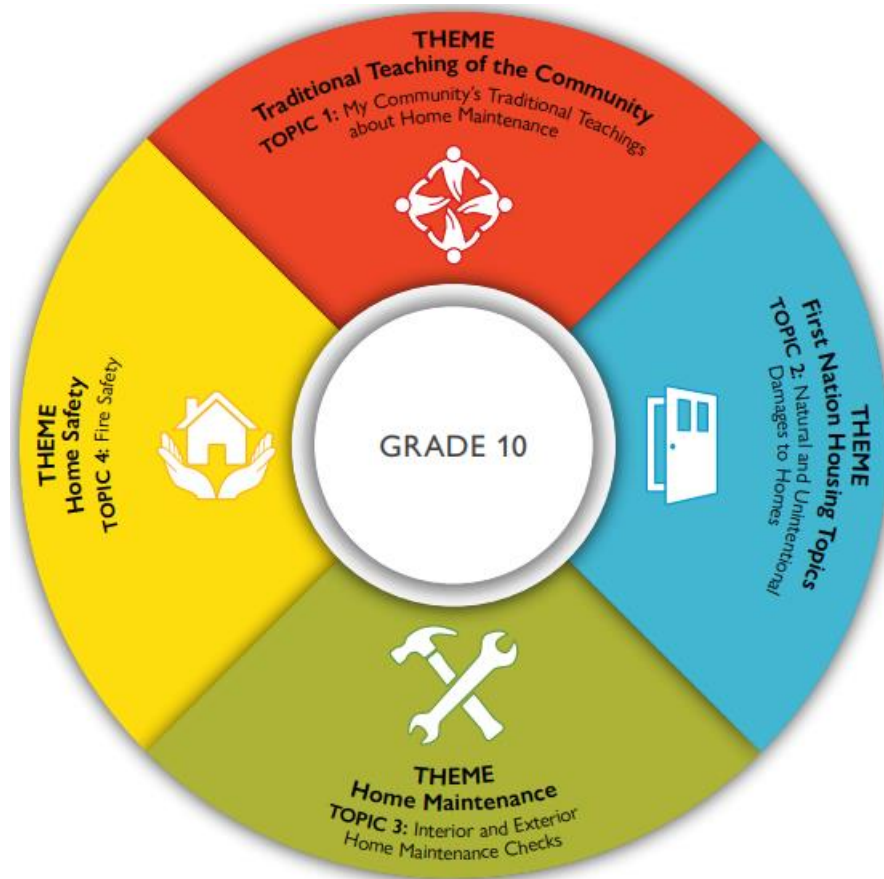 THEME
Traditional Teaching of the Community
TOPIC 1: My Community's Traditional Teachings
about Home Maintenance
THEME
First Nation Housing Topics
TOPIC 2: Natural and Unintentional
Damages to Homes
THEME
Home Maintenance
TOPIC 3: Interior and Exterior
Home Maintenance Checks
THEME
Home Safety
TOPIC 4: Fire Safety
GRADE 10